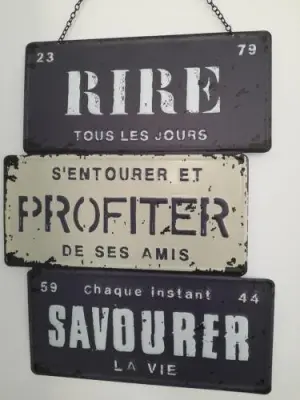 23 79
RIRE
TOUS LES JOURS
S'ENTOURER ET
PROFITER
DE SES AMIS
59 Chaque instant 44
SAVOURER
LA VIE